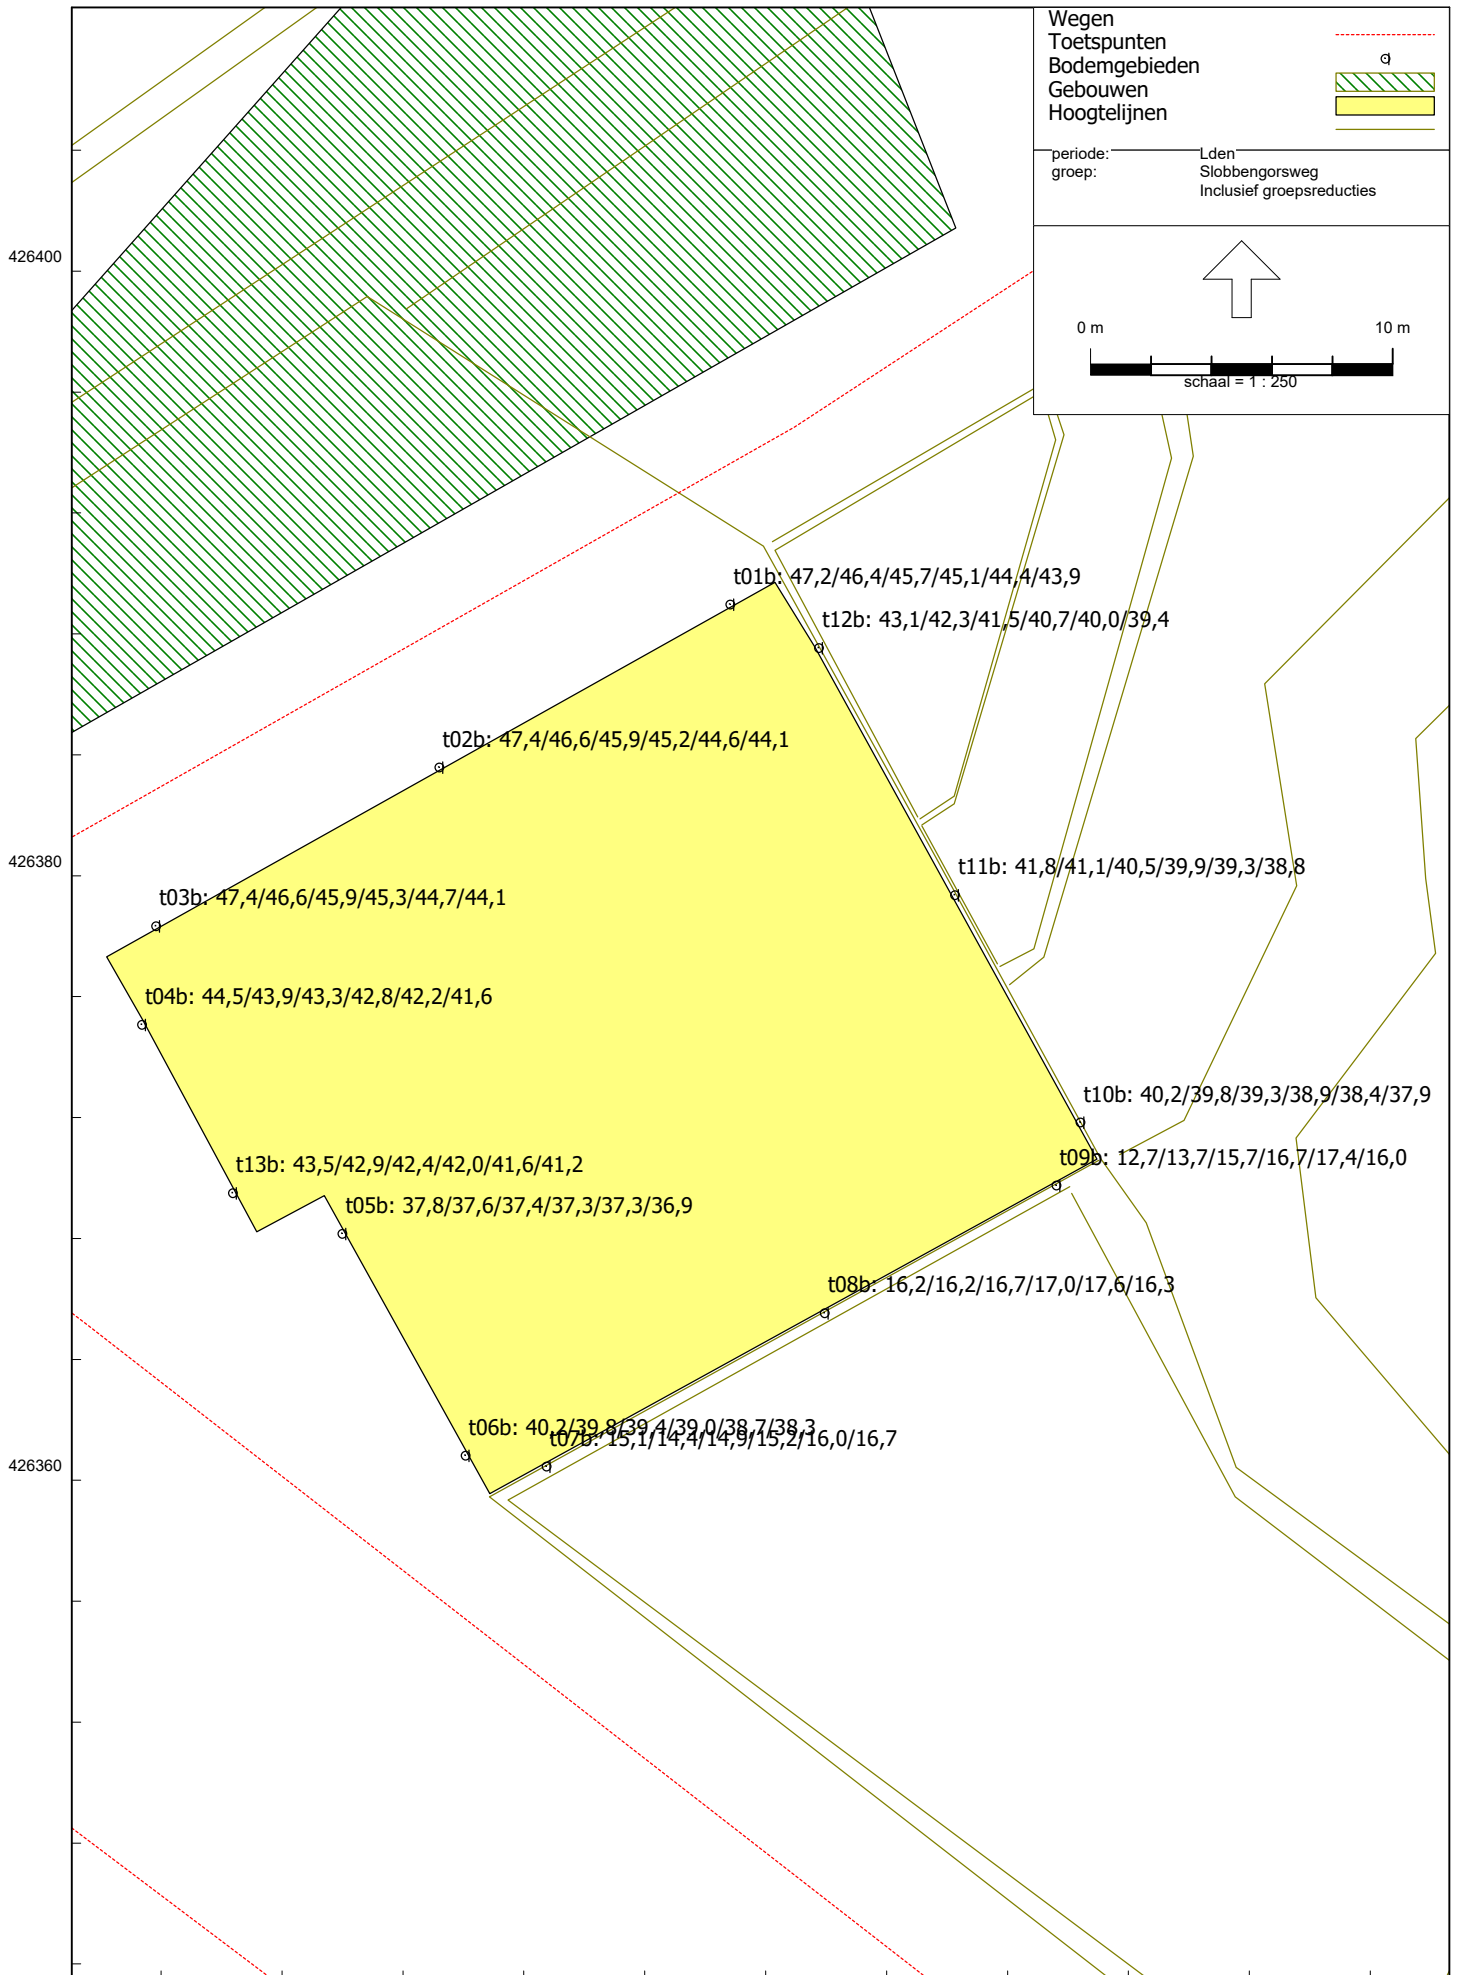 Wegen
Toetspunten
Bodemgebieden
Gebouwen
Hoogtelijnen
periode: Lden
groep: Slobbengorsweg
Inclusief groepsreducties
426400
0 m 10 m
schaal = 1 : 250
t01b: 47,2/46,4/45,7/45,1/44,4/43,9
t12b: 43,1/42,3/41,5/40,7/40,0/39,4
t02b: 47,4/46,6/45,9/45,2/44,6/44,1
426380
t11b: 41,8/41,1/40,5/39,9/39,3/38,8
t03b: 47,4/46,6/45,9/45,3/44,7/44,1
t04b: 44,5/43,9/43,3/42,8/42,2/41,6
t10b: 40,2/39,8/39,3/38,9/38,4/37,9
t09b: 12,7/13,7/15,7/16,7/17,4/16,0
t13b: 43,5/42,9/42,4/42,0/41,6/41,2
t05b: 37,8/37,6/37,4/37,3/37,3/36,9
t08b: 16,2/16,2/16,7/17,0/17,6/16,3
t06b: 40,2/39,8/39,4/39,0/38,7/38,3
t07b: 15,1/14,4/14,9/15,2/16,0/16,7
426360